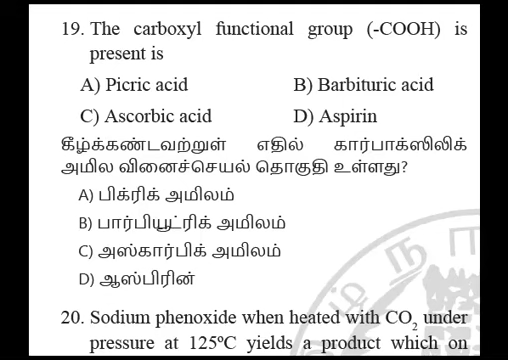 19. The carboxyl functional group (-COOH) is
present is
A) Picric acid B) Barbituric acid
C) Ascorbic acid D) Aspirin
கீழ்க்கண்டவற்றுள் எதில் கார்பாக்ஸிலிக்
அமில வினைச்செயல் தொகுதி உள்ளது?
A) பிக்ரிக் அமிலம்
B) பார்பியூட்ரிக் அமிலம்
C) அஸ்கார்பிக் அமிலம்
D) ஆஸ்பிரின்
20. Sodium phenoxide when heated with CO₂ under
pressure at 125ºC yields a product which on